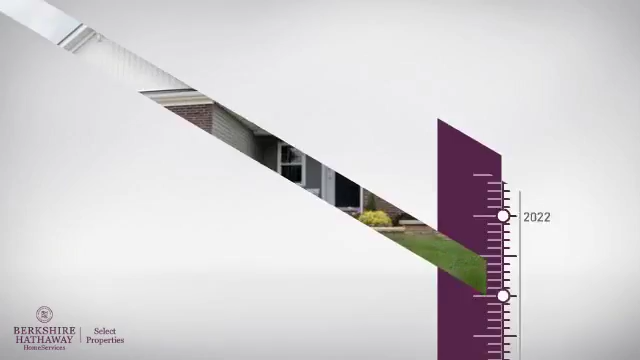 2022
BERKSHIRE
HATHAWAY
HomeServices
Select
Properties